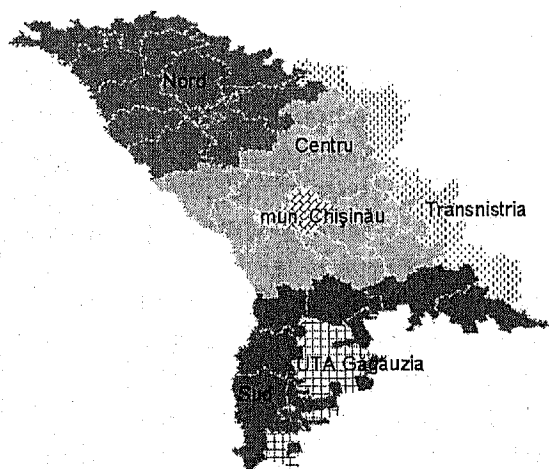 Nord
Centru
mun. Chişinău
Transnistria
UTA Găgăuzia
Sud